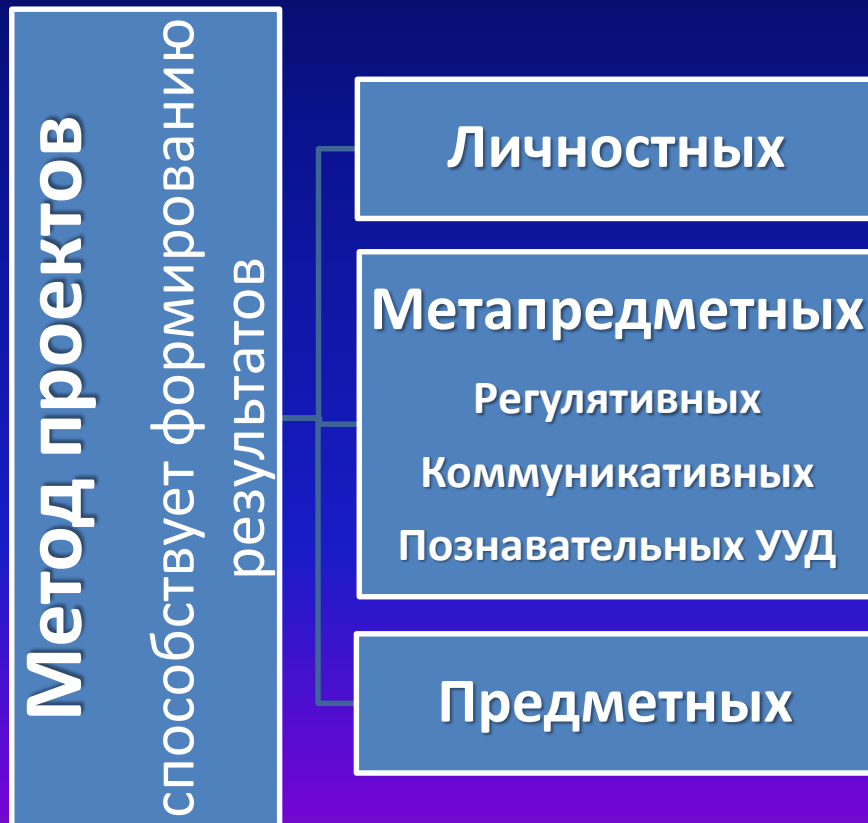 Метод проектов
способствует формированию
результатов
Личностных
Метапредметных
Регулятивных
Коммуникативных
Познавательных УУД
Предметных